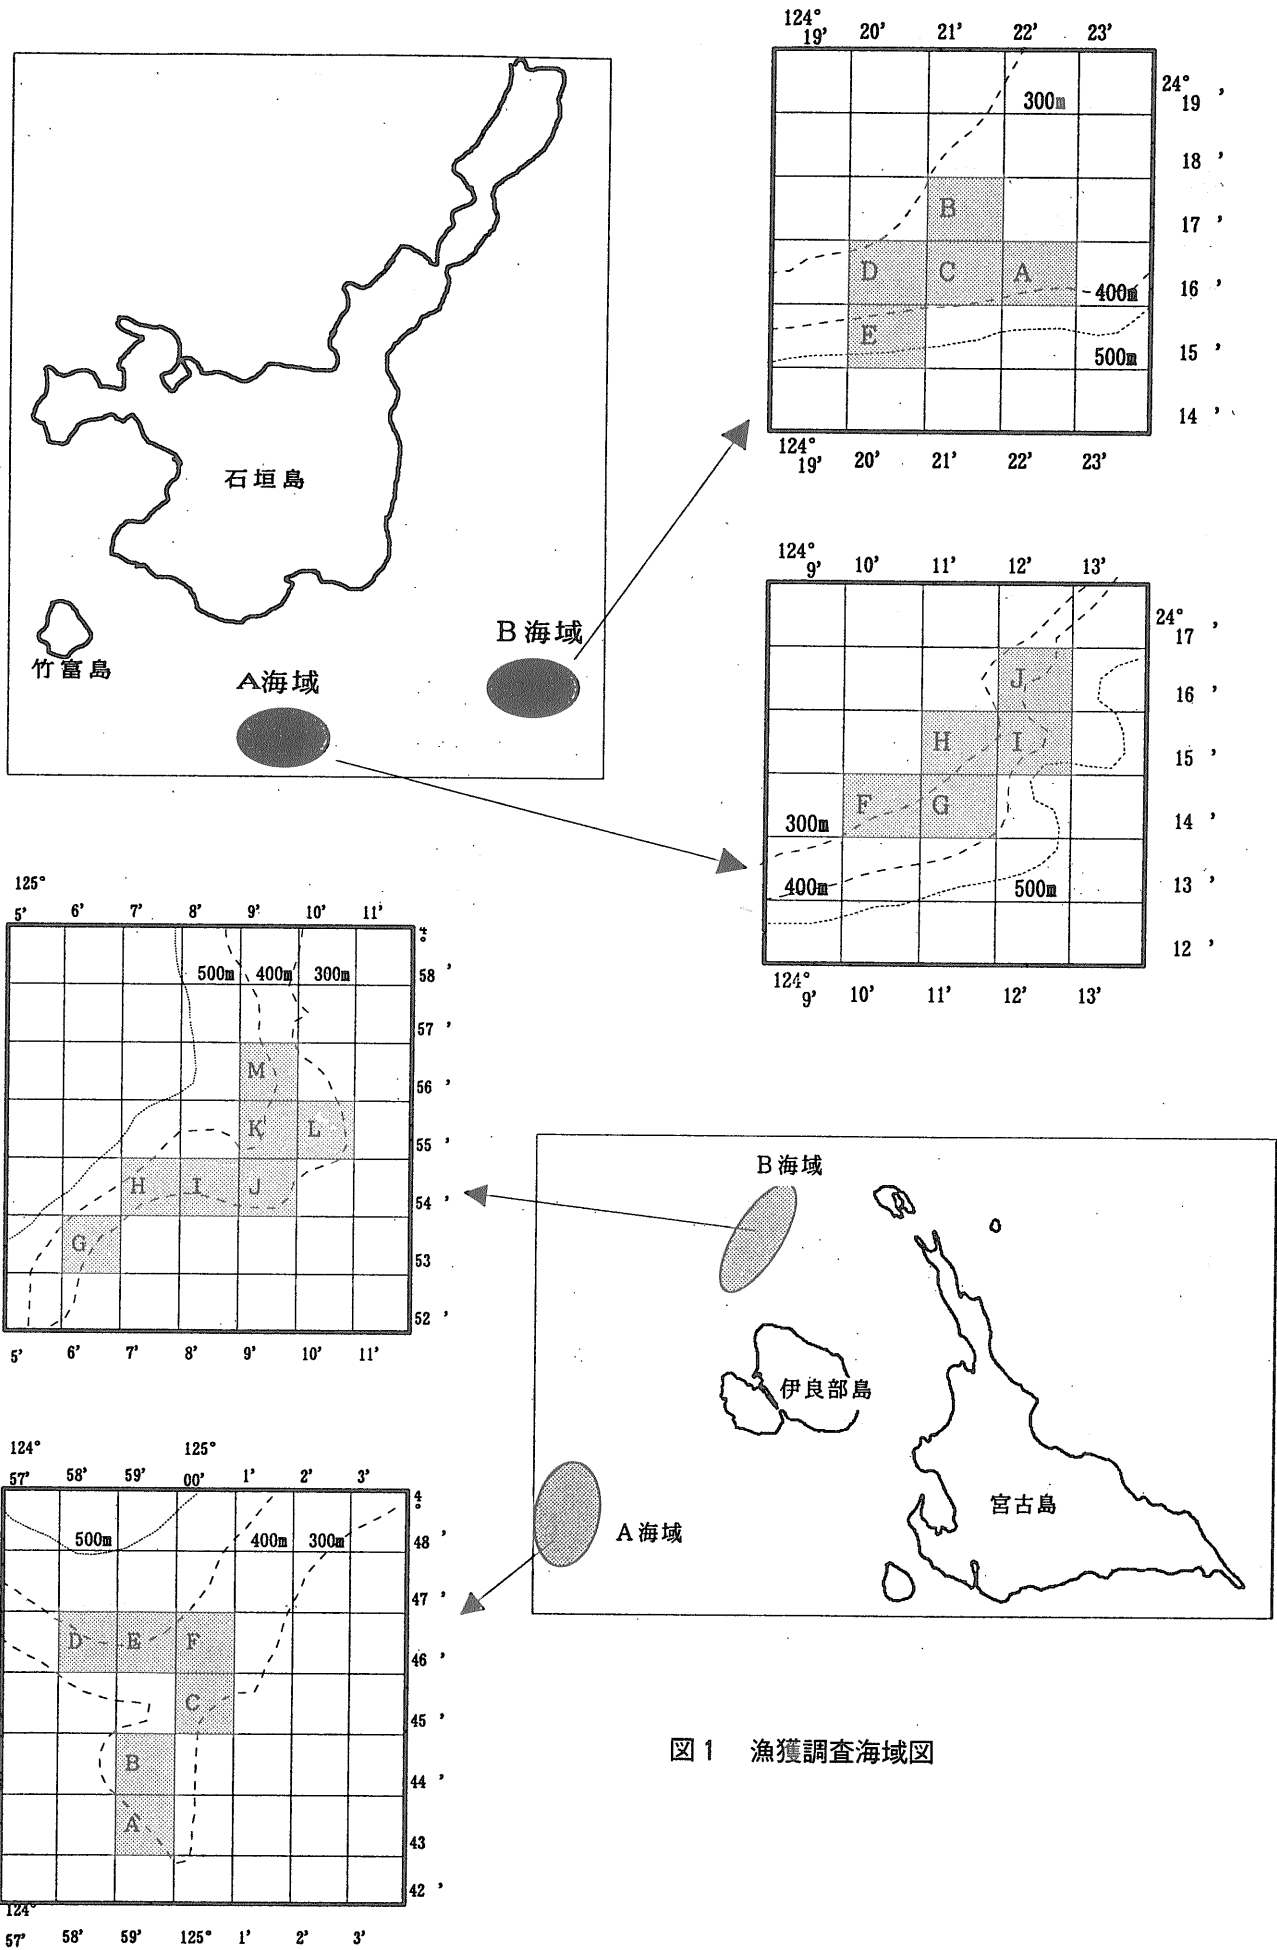 石垣島
竹富島
A海域
B海域
124°
19' 20' 21' 22' 23'
24°
19 '
18 '
17 '
16 '
15 '
14 '
300m
B
D C A
400m
E
500m
124°
19' 20' 21' 22' 23'
124°
9' 10' 11' 12' 13'
24°
17 '
16 '
15 '
14 '
13 '
12 '
J
H I
F G
300m
400m 500m
124°
9' 10' 11' 12' 13'
125°
5' 6' 7' 8' 9' 10' 11'
4°
58 '
57 '
56 '
55 '
54 '
53
52 '
500m 400m 300m
M
K L
H I J
G
5' 6' 7' 8' 9' 10' 11'
B海域
伊良部島
宮古島
A海域
124° 125°
57' 58' 59' 00' 1' 2' 3'
4°
48 '
47 '
46 '
45 '
44 '
43
42 '
500m 400m 300m
D E F
C
B
A
124°
57' 58' 59' 125° 1' 2' 3'
図1 漁獲調査海域図